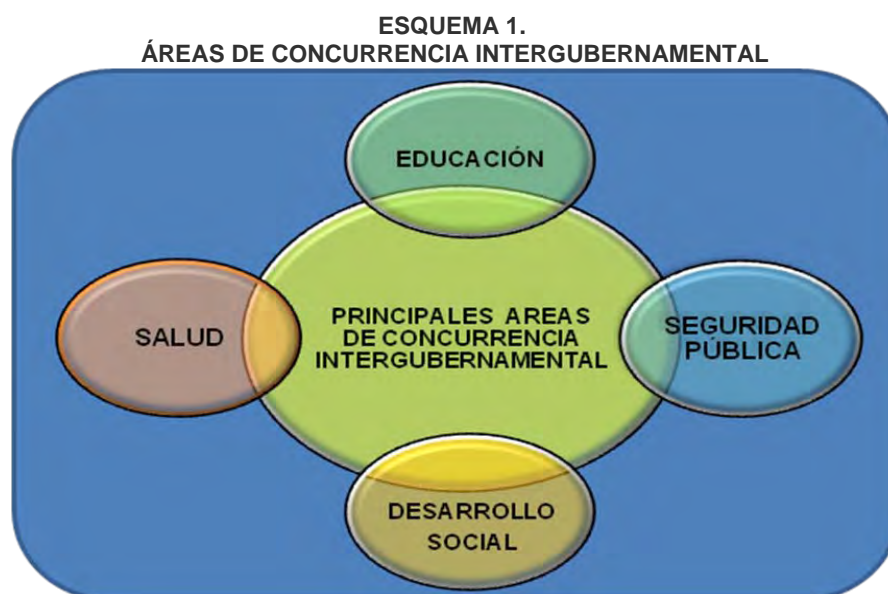 ESQUEMA 1.
ÁREAS DE CONCURRENCIA INTERGUBERNAMENTAL
EDUCACIÓN
SALUD
PRINCIPALES AREAS
DE CONCURRENCIA
INTERGUBERNAMENTAL
SEGURIDAD
PÚBLICA
DESARROLLO
SOCIAL